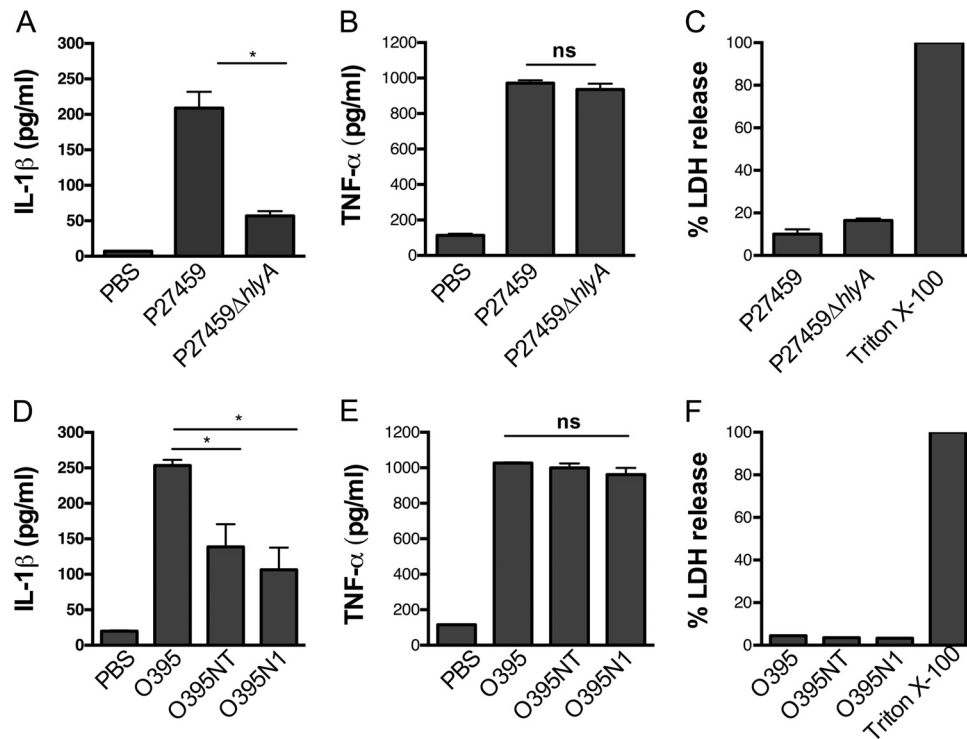 A
IL-1β (pg/ml)
300
250
200
150
100
50
0
*
PBS
P27459
P27459ΔhlyA
B
TNF-α (pg/ml)
1200
1000
800
600
400
200
0
ns
PBS
P27459
P27459ΔhlyA
C
% LDH release
100
80
60
40
20
0
P27459
P27459ΔhlyA
Triton X-100
D
IL-1β (pg/ml)
300
250
200
150
100
50
0
*
*
PBS
O395
O395NT
O395N1
E
TNF-α (pg/ml)
1200
1000
800
600
400
200
0
ns
PBS
O395
O395NT
O395N1
F
% LDH release
100
80
60
40
20
0
O395
O395NT
O395N1
Triton X-100